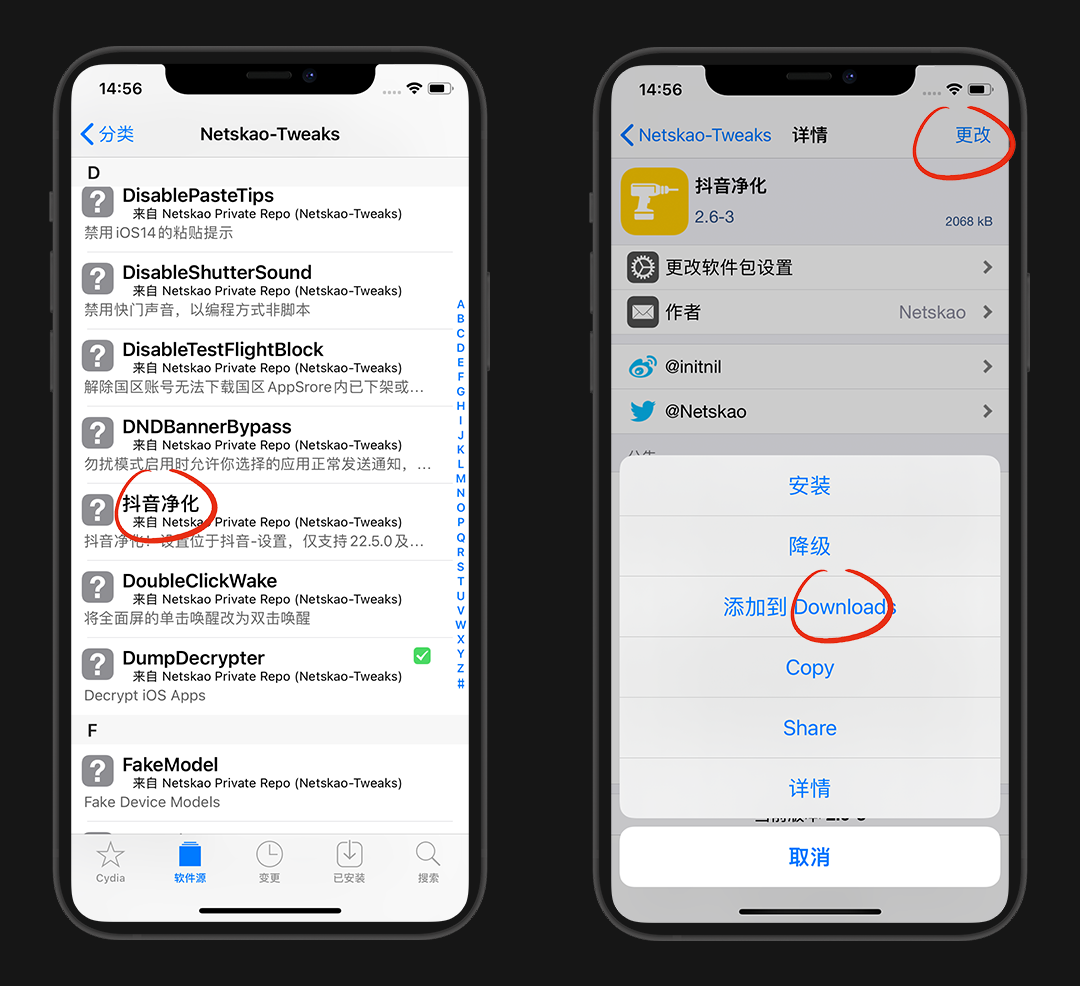 14:56
分类
Netskao-Tweaks
D
DisablePasteTips
来自 Netskao Private Repo (Netskao-Tweaks)
禁用iOS14的粘贴提示
DisableShutterSound
来自 Netskao Private Repo (Netskao-Tweaks)
禁用快门声音，以编程方式非脚本
DisableTestFlightBlock
来自 Netskao Private Repo (Netskao-Tweaks)
解除国区账号无法下载国区AppSrore内已下架或…
DNDBannerBypass
来自 Netskao Private Repo (Netskao-Tweaks)
勿扰模式启用时允许你选择的应用正常发送通知，…
抖音净化
来自 Netskao Private Repo (Netskao-Tweaks)
抖音净化！设置位于抖音-设置，仅支持22.5.0及…
DoubleClickWake
来自 Netskao Private Repo (Netskao-Tweaks)
将全面屏的单击唤醒改为双击唤醒
DumpDecrypter
来自 Netskao Private Repo (Netskao-Tweaks)
Decrypt iOS Apps
F
FakeModel
来自 Netskao Private Repo (Netskao-Tweaks)
Fake Device Models
A
B
C
D
E
F
G
H
I
J
K
L
M
N
O
P
Q
R
S
T
U
V
W
X
Y
Z
#
Cydia
软件源
变更
已安装
搜索
14:56
Netskao-Tweaks
详情
更改
抖音净化
2.6-3
2068 kB
更改软件包设置
作者
Netskao
@initnil
@Netskao
安装
降级
添加到 Downloads
Copy
Share
详情
当前版本 2.6-3
取消